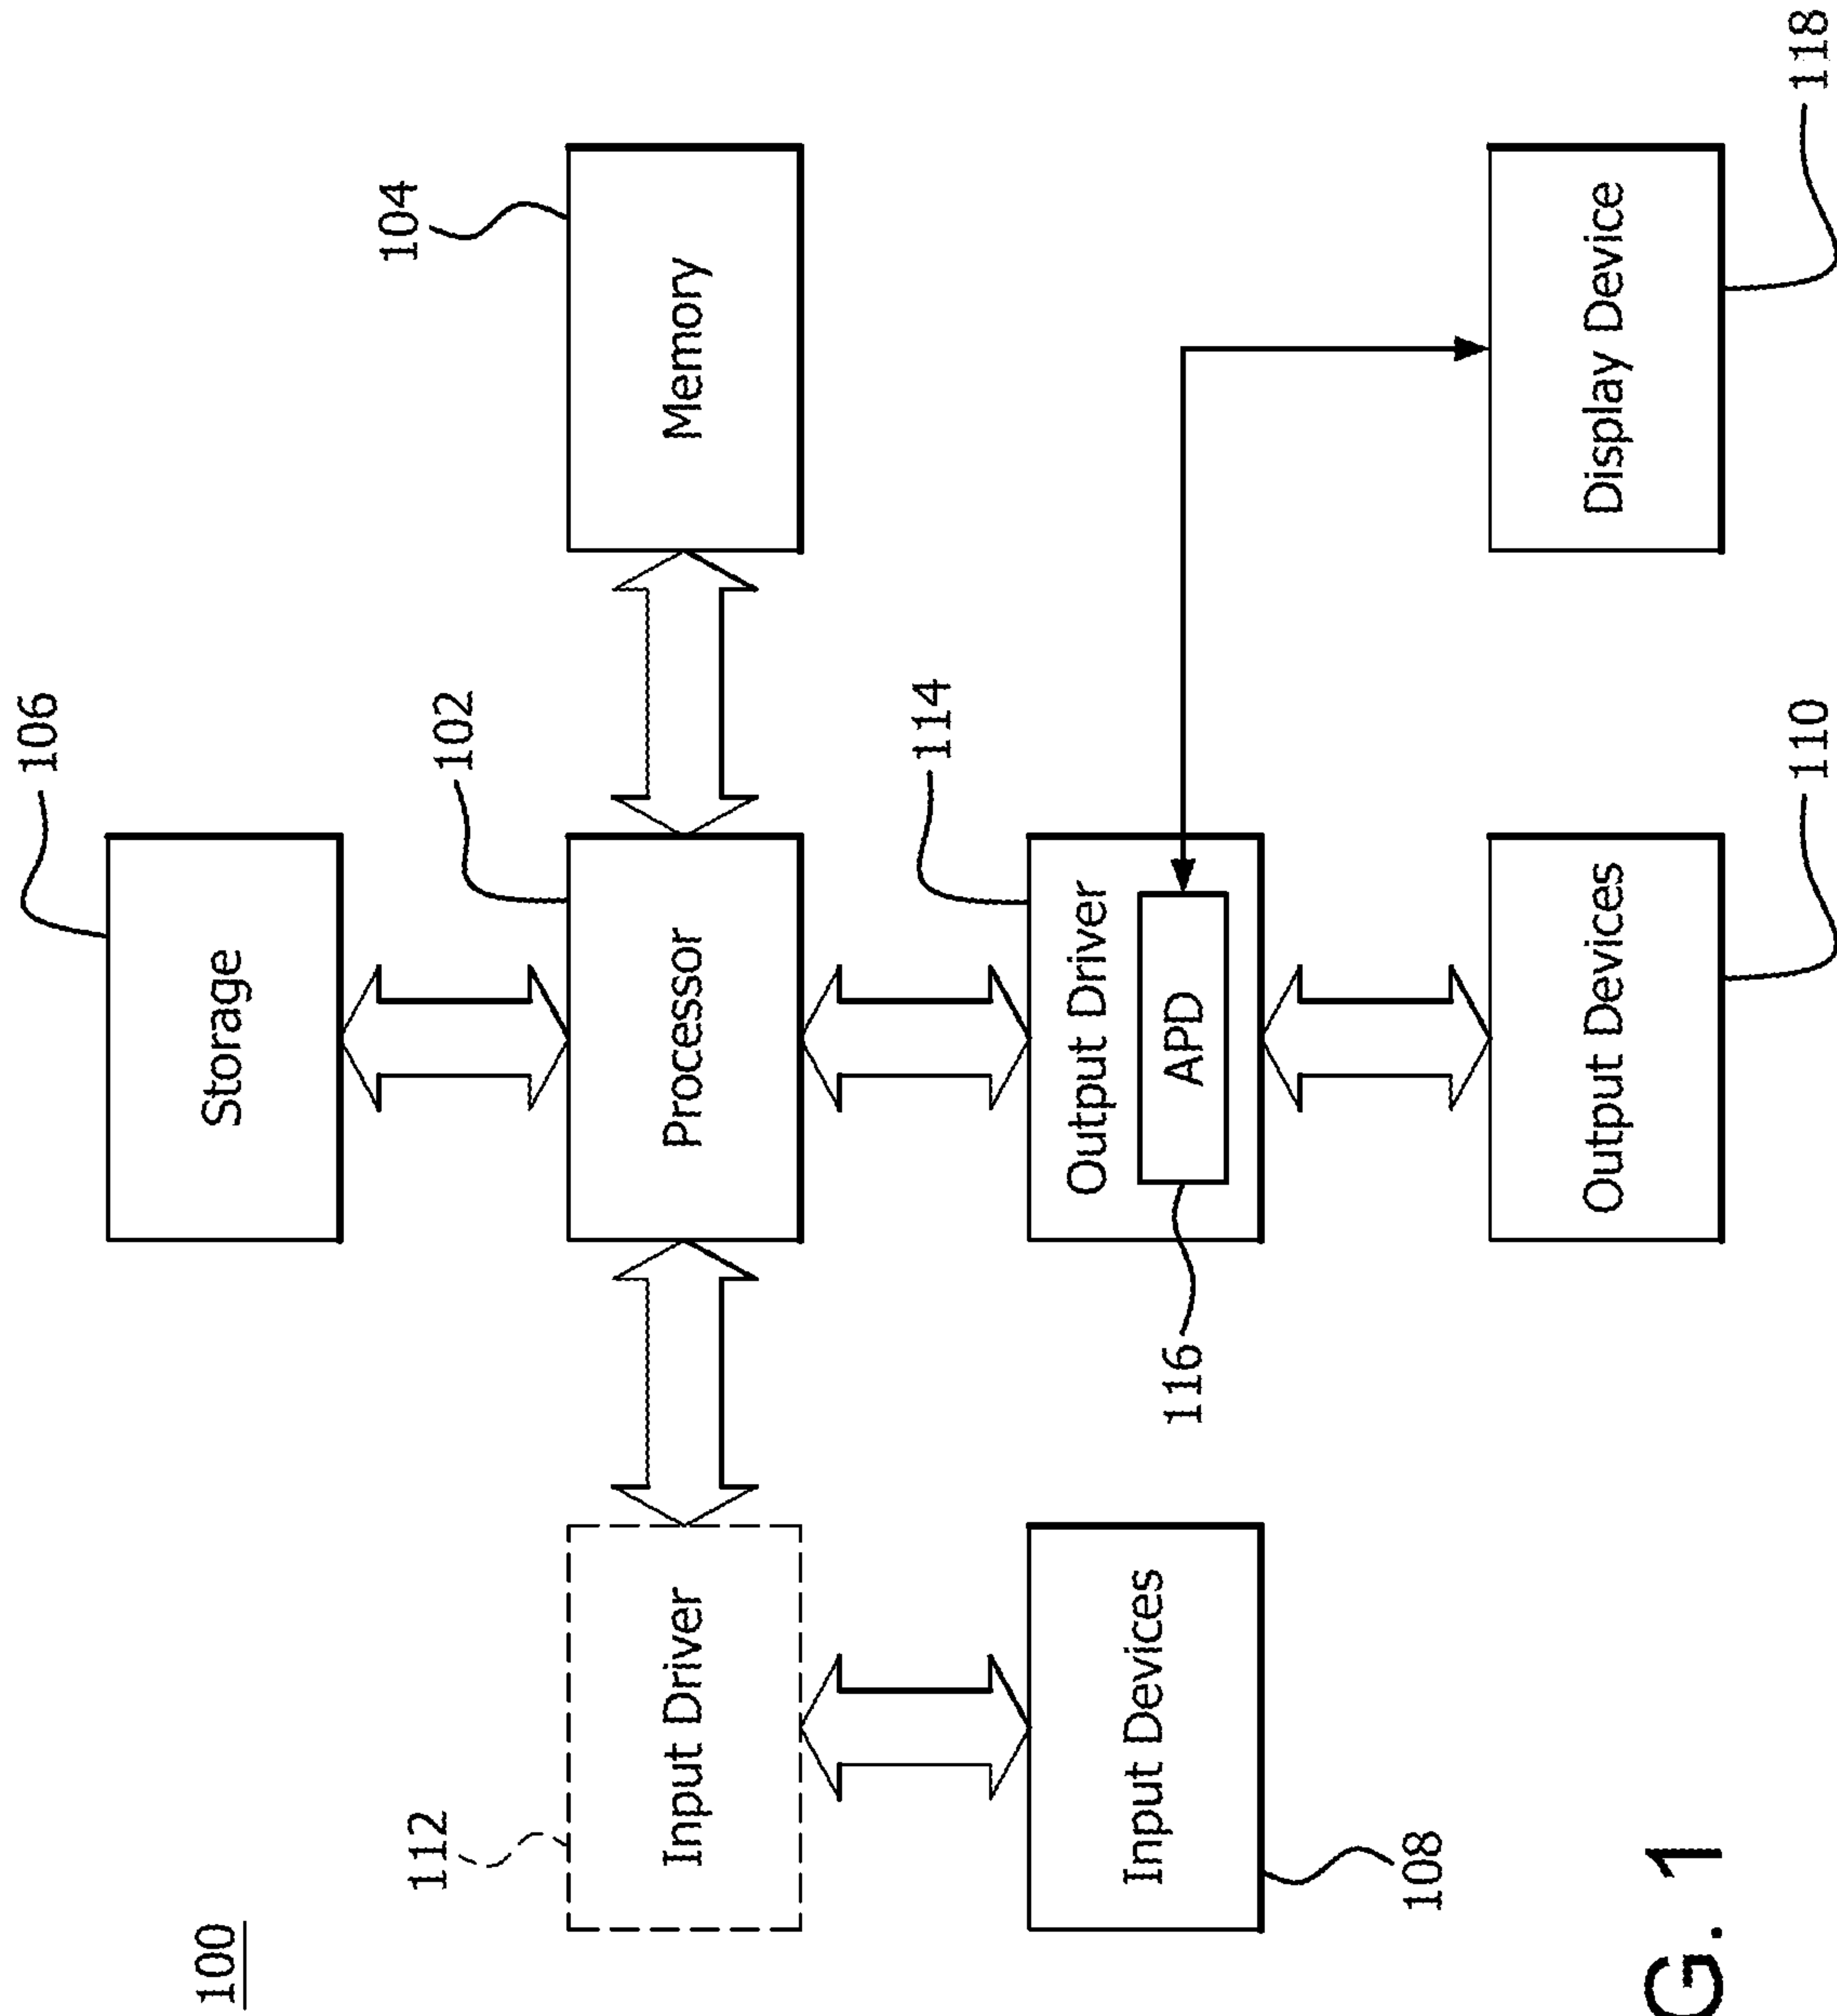 100
106
Storage
112
102
104
Input Driver
Processor
Memory
114
Input Devices
Output Driver
APD
108
116
Output Devices
Display Device
110
118
G. 1